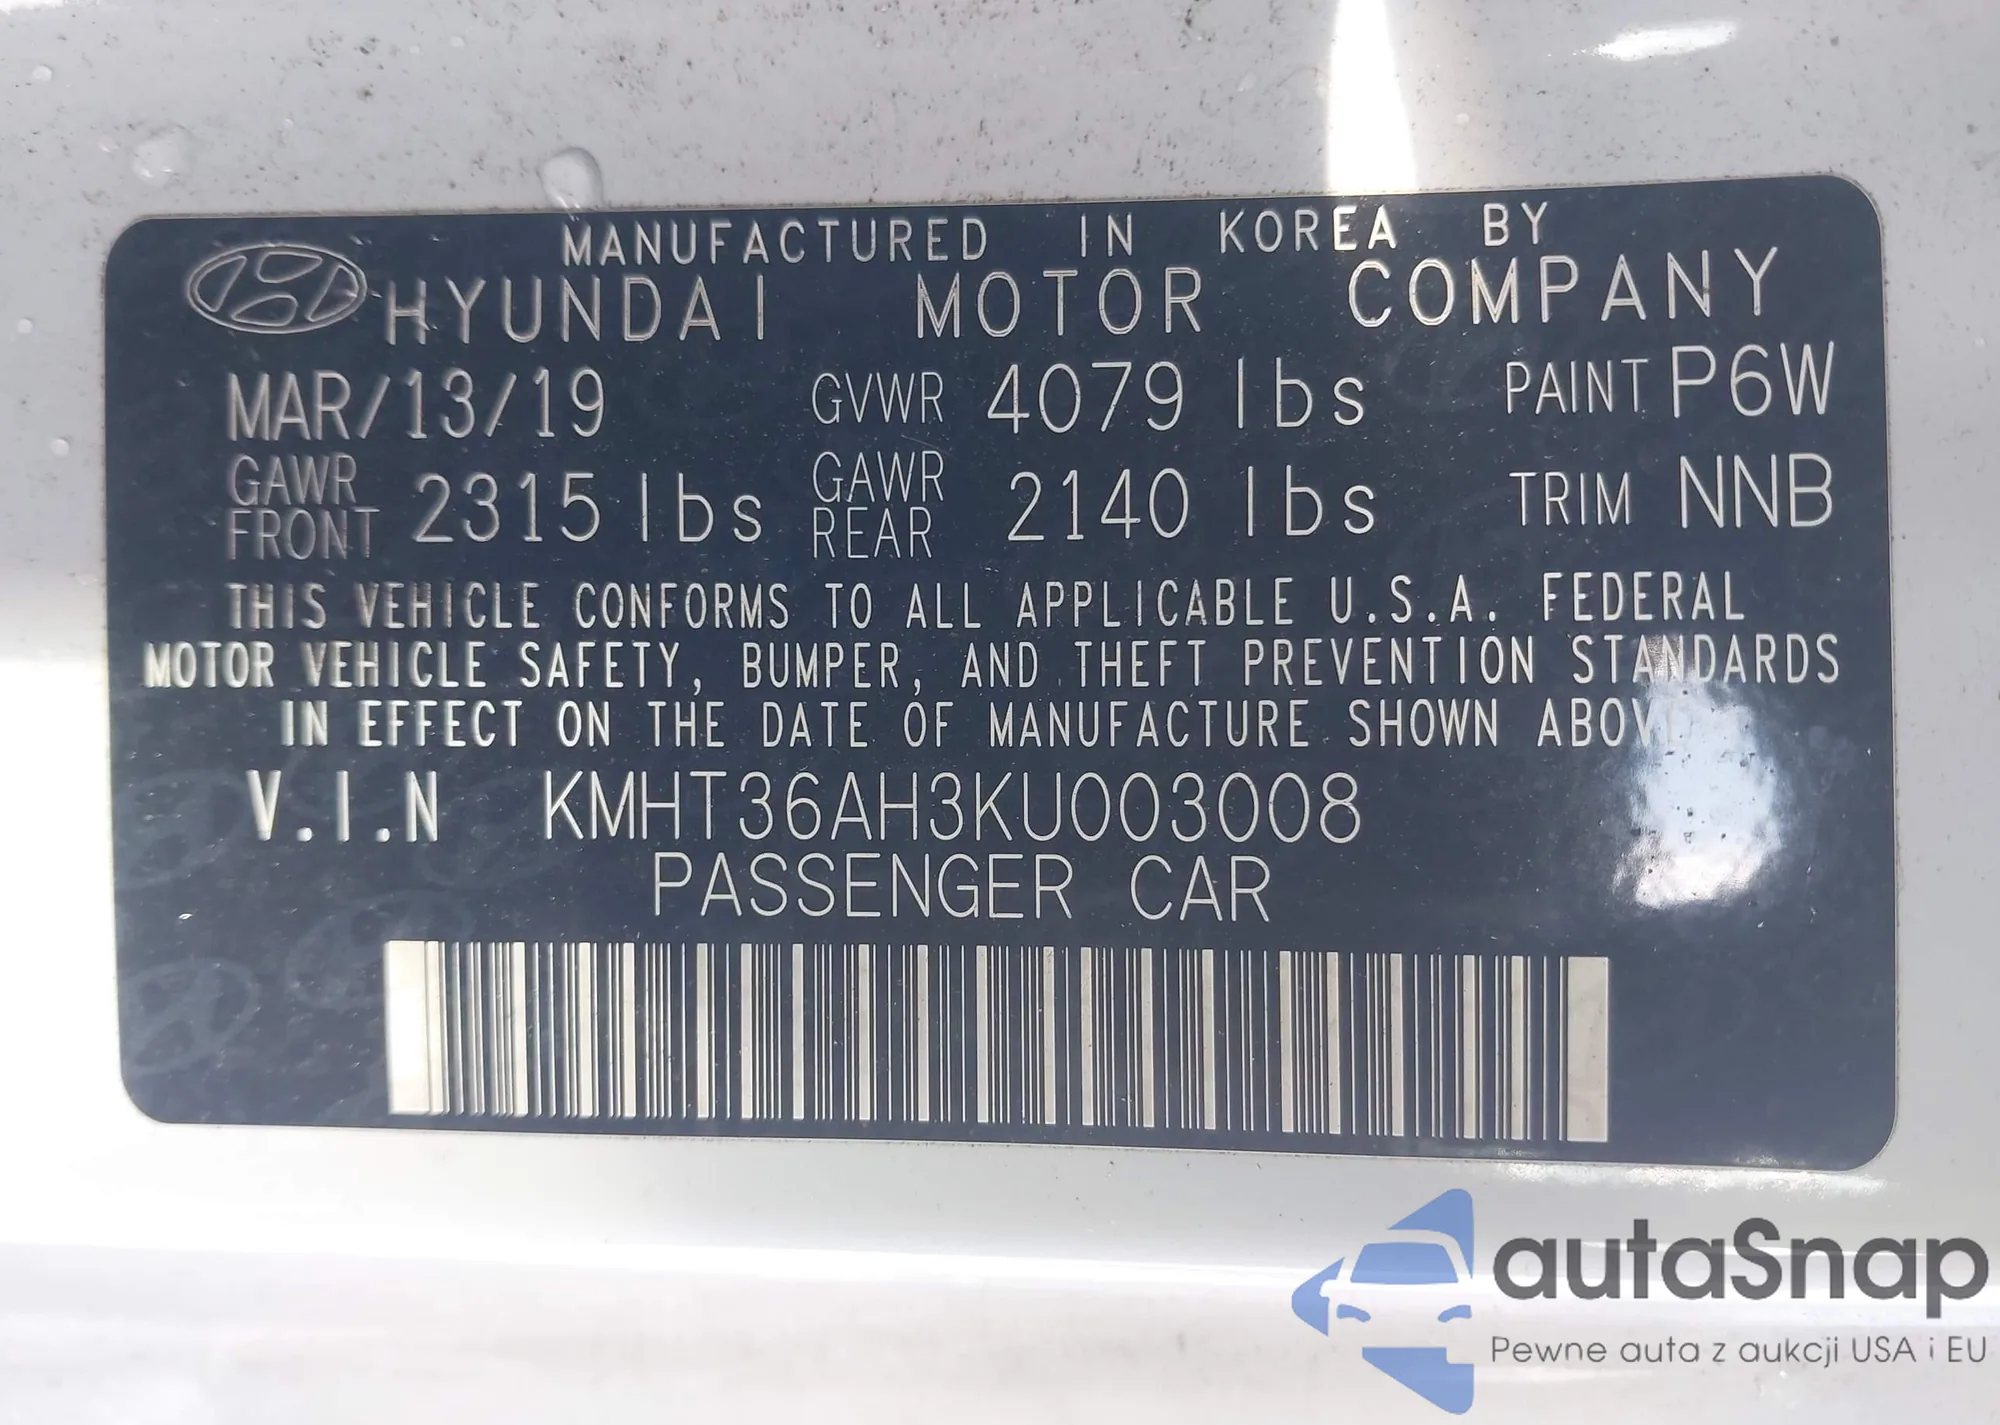 MANUFACTURED IN KOREA BY
HYUNDAI MOTOR COMPANY
MAR/13/19 GVWR 4079 lbs PAINT P6W
GAWR FRONT 2315 lbs GAWR REAR 2140 lbs TRIM NNB
THIS VEHICLE CONFORMS TO ALL APPLICABLE U.S.A. FEDERAL
MOTOR VEHICLE SAFETY, BUMPER, AND THEFT PREVENTION STANDARDS
IN EFFECT ON THE DATE OF MANUFACTURE SHOWN ABOVE
V.I.N KMHT36AH3KU003008
PASSENGER CAR
autaSnap
Pewne auta z aukcji USA i EU